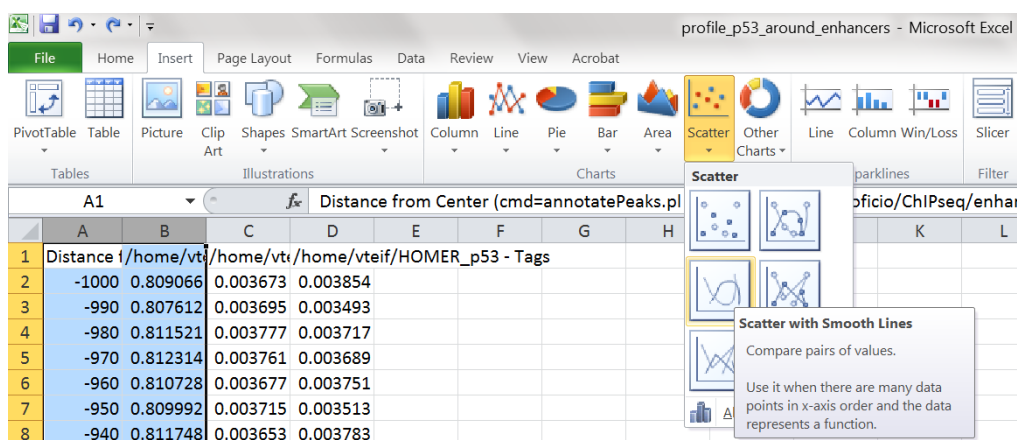 profile_p53_around_enhancers - Microsoft Excel
File Home Insert Page Layout Formulas Data Review View Acrobat
PivotTable Table Picture Clip Art Shapes SmartArt Screenshot Column Line Pie Bar Area Scatter Other Charts Line Column Win/Loss Slicer
Tables Illustrations Charts parklines Filter
Scatter
A1 fx Distance from Center (cmd=annotatePeaks.pl oficio/ChIPseq/enhan
A B C D E F G H K L
1 Distance f /home/vte /home/vte /home/vteif/HOMER_p53 - Tags
2 -1000 0.809066 0.003673 0.003854
3 -990 0.807612 0.003695 0.003493
4 -980 0.811521 0.003777 0.003717
Scatter with Smooth Lines
5 -970 0.812314 0.003761 0.003689
Compare pairs of values.
6 -960 0.810728 0.003677 0.003751
Use it when there are many data
7 -950 0.809992 0.003715 0.003513
points in x-axis order and the data
represents a function.
8 -940 0.811748 0.003653 0.003783